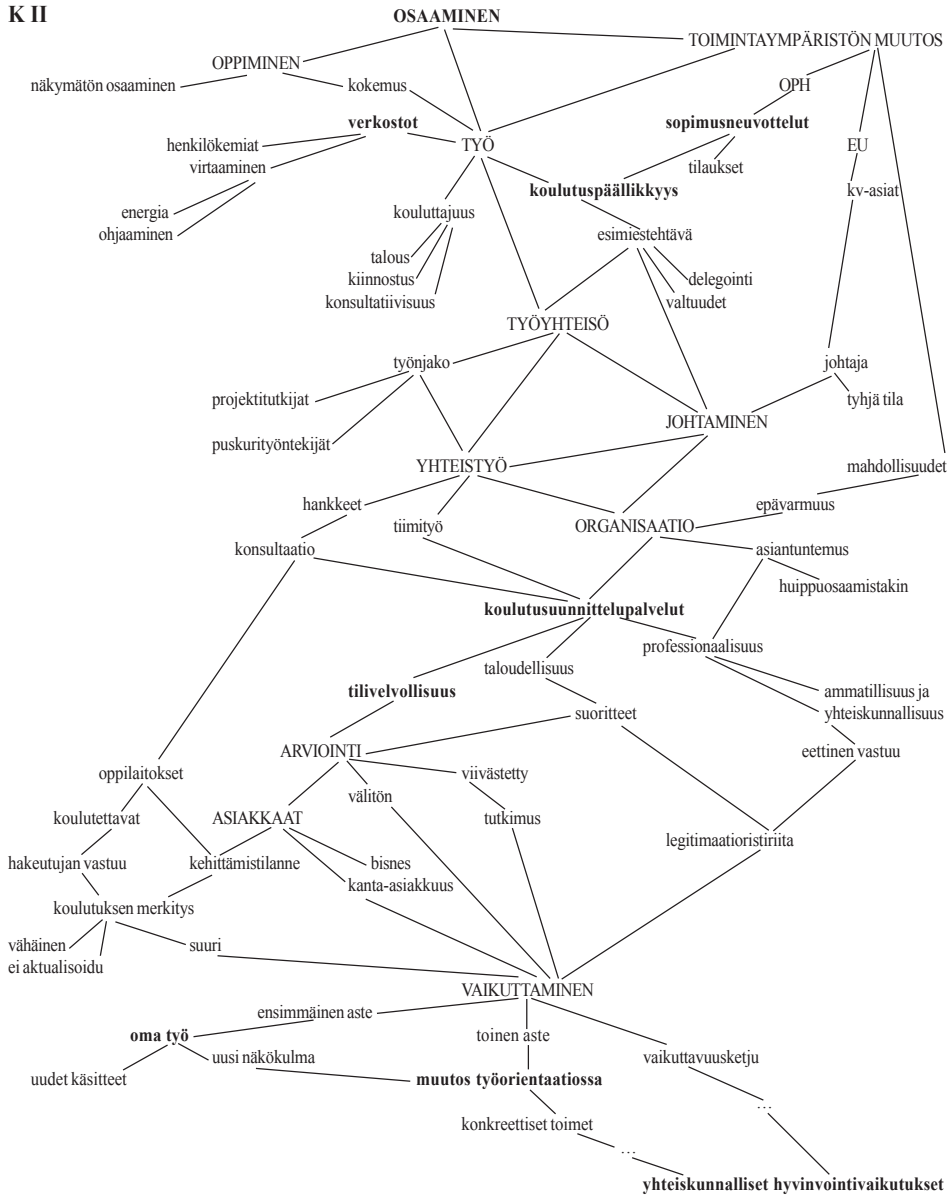 K II
OSAAMINEN
TOIMINTAYMPÄRISTÖN MUUTOS
OPPIMINEN
näkymätön osaaminen
kokemus
OPH
verkostot
sopimusneuvottelut
henkilökemiat
TYÖ
EU
virtaaminen
tilaukset
koulutuspäällikkyys
kv-asiat
energia
kouluttajuus
ohjaaminen
esimiestehtävä
talous
kiinnostus
delegointi
konsultatiivisuus
valtuudet
TYÖYHTEISÖ
työnjako
johtaja
projektitutkijat
tyhjä tila
puskurityöntekijät
JOHTAMINEN
YHTEISTYÖ
mahdollisuudet
hankkeet
epävarmuus
tiimityö
ORGANISAATIO
konsultaatio
asiantuntemus
huippuosaamistakin
koulutusuunnittelupalvelut
professionaalisuus
taloudellisuus
tilivelvollisuus
ammatillisuus ja
yhteiskunnallisuus
suoritteet
ARVIOINTI
eettinen vastuu
oppilaitokset
viivästetty
välitön
koulutettavat
ASIAKKAAT
tutkimus
legitimaatioristiriita
hakeutujan vastuu
kehittämistilanne
bisnes
kanta-asiakkuus
koulutuksen merkitys
vähäinen
suuri
ei aktualisoidu
VAIKUTTAMINEN
ensimmäinen aste
oma työ
toinen aste
uusi näkökulma
vaikuttavuusketju
uudet käsitteet
muutos työorientaatiossa
…
konkreettiset toimet
…
yhteiskunnalliset hyvinvointivaikutukset